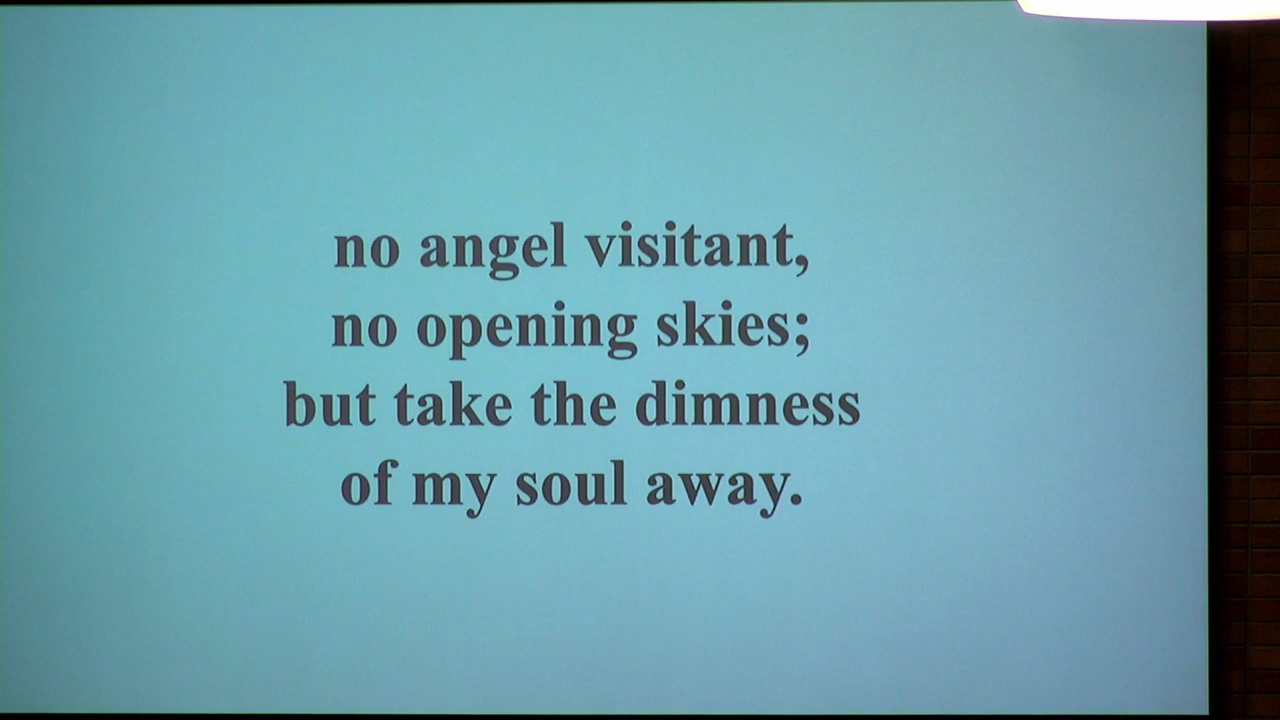 no angel visitant,
no opening skies;
but take the dimness
of my soul away.